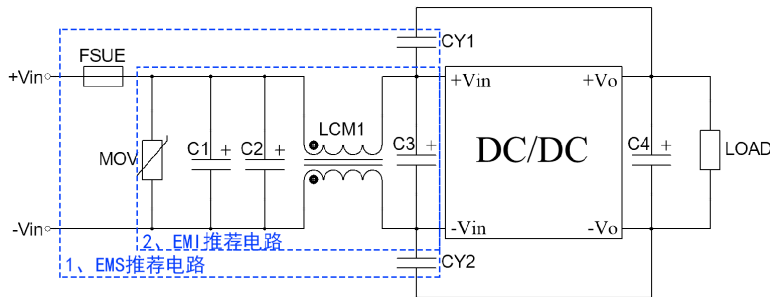 CY1
FSUE
+Vin
+Vin
+Vo
LCM1
C1 +
C2 +
C3 +
MOV
DC/DC
C4 +
LOAD
-Vin
-Vin
-Vo
2、EMI推荐电路
1、EMS推荐电路
CY2